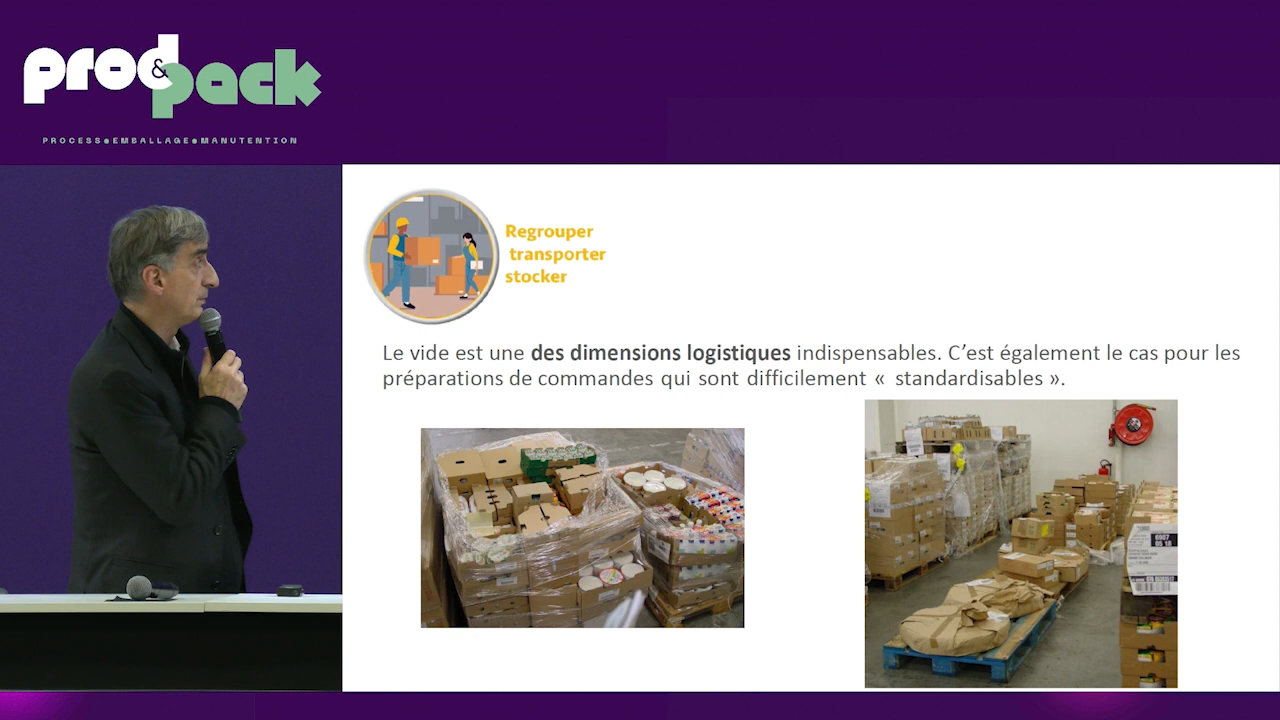 prod&pack
PROCESS●EMBALLAGE●MANUTENTION
Regrouper
transporter
stocker
Le vide est une des dimensions logistiques indispensables. C’est également le cas pour les
préparations de commandes qui sont difficilement « standardisables ».
6907